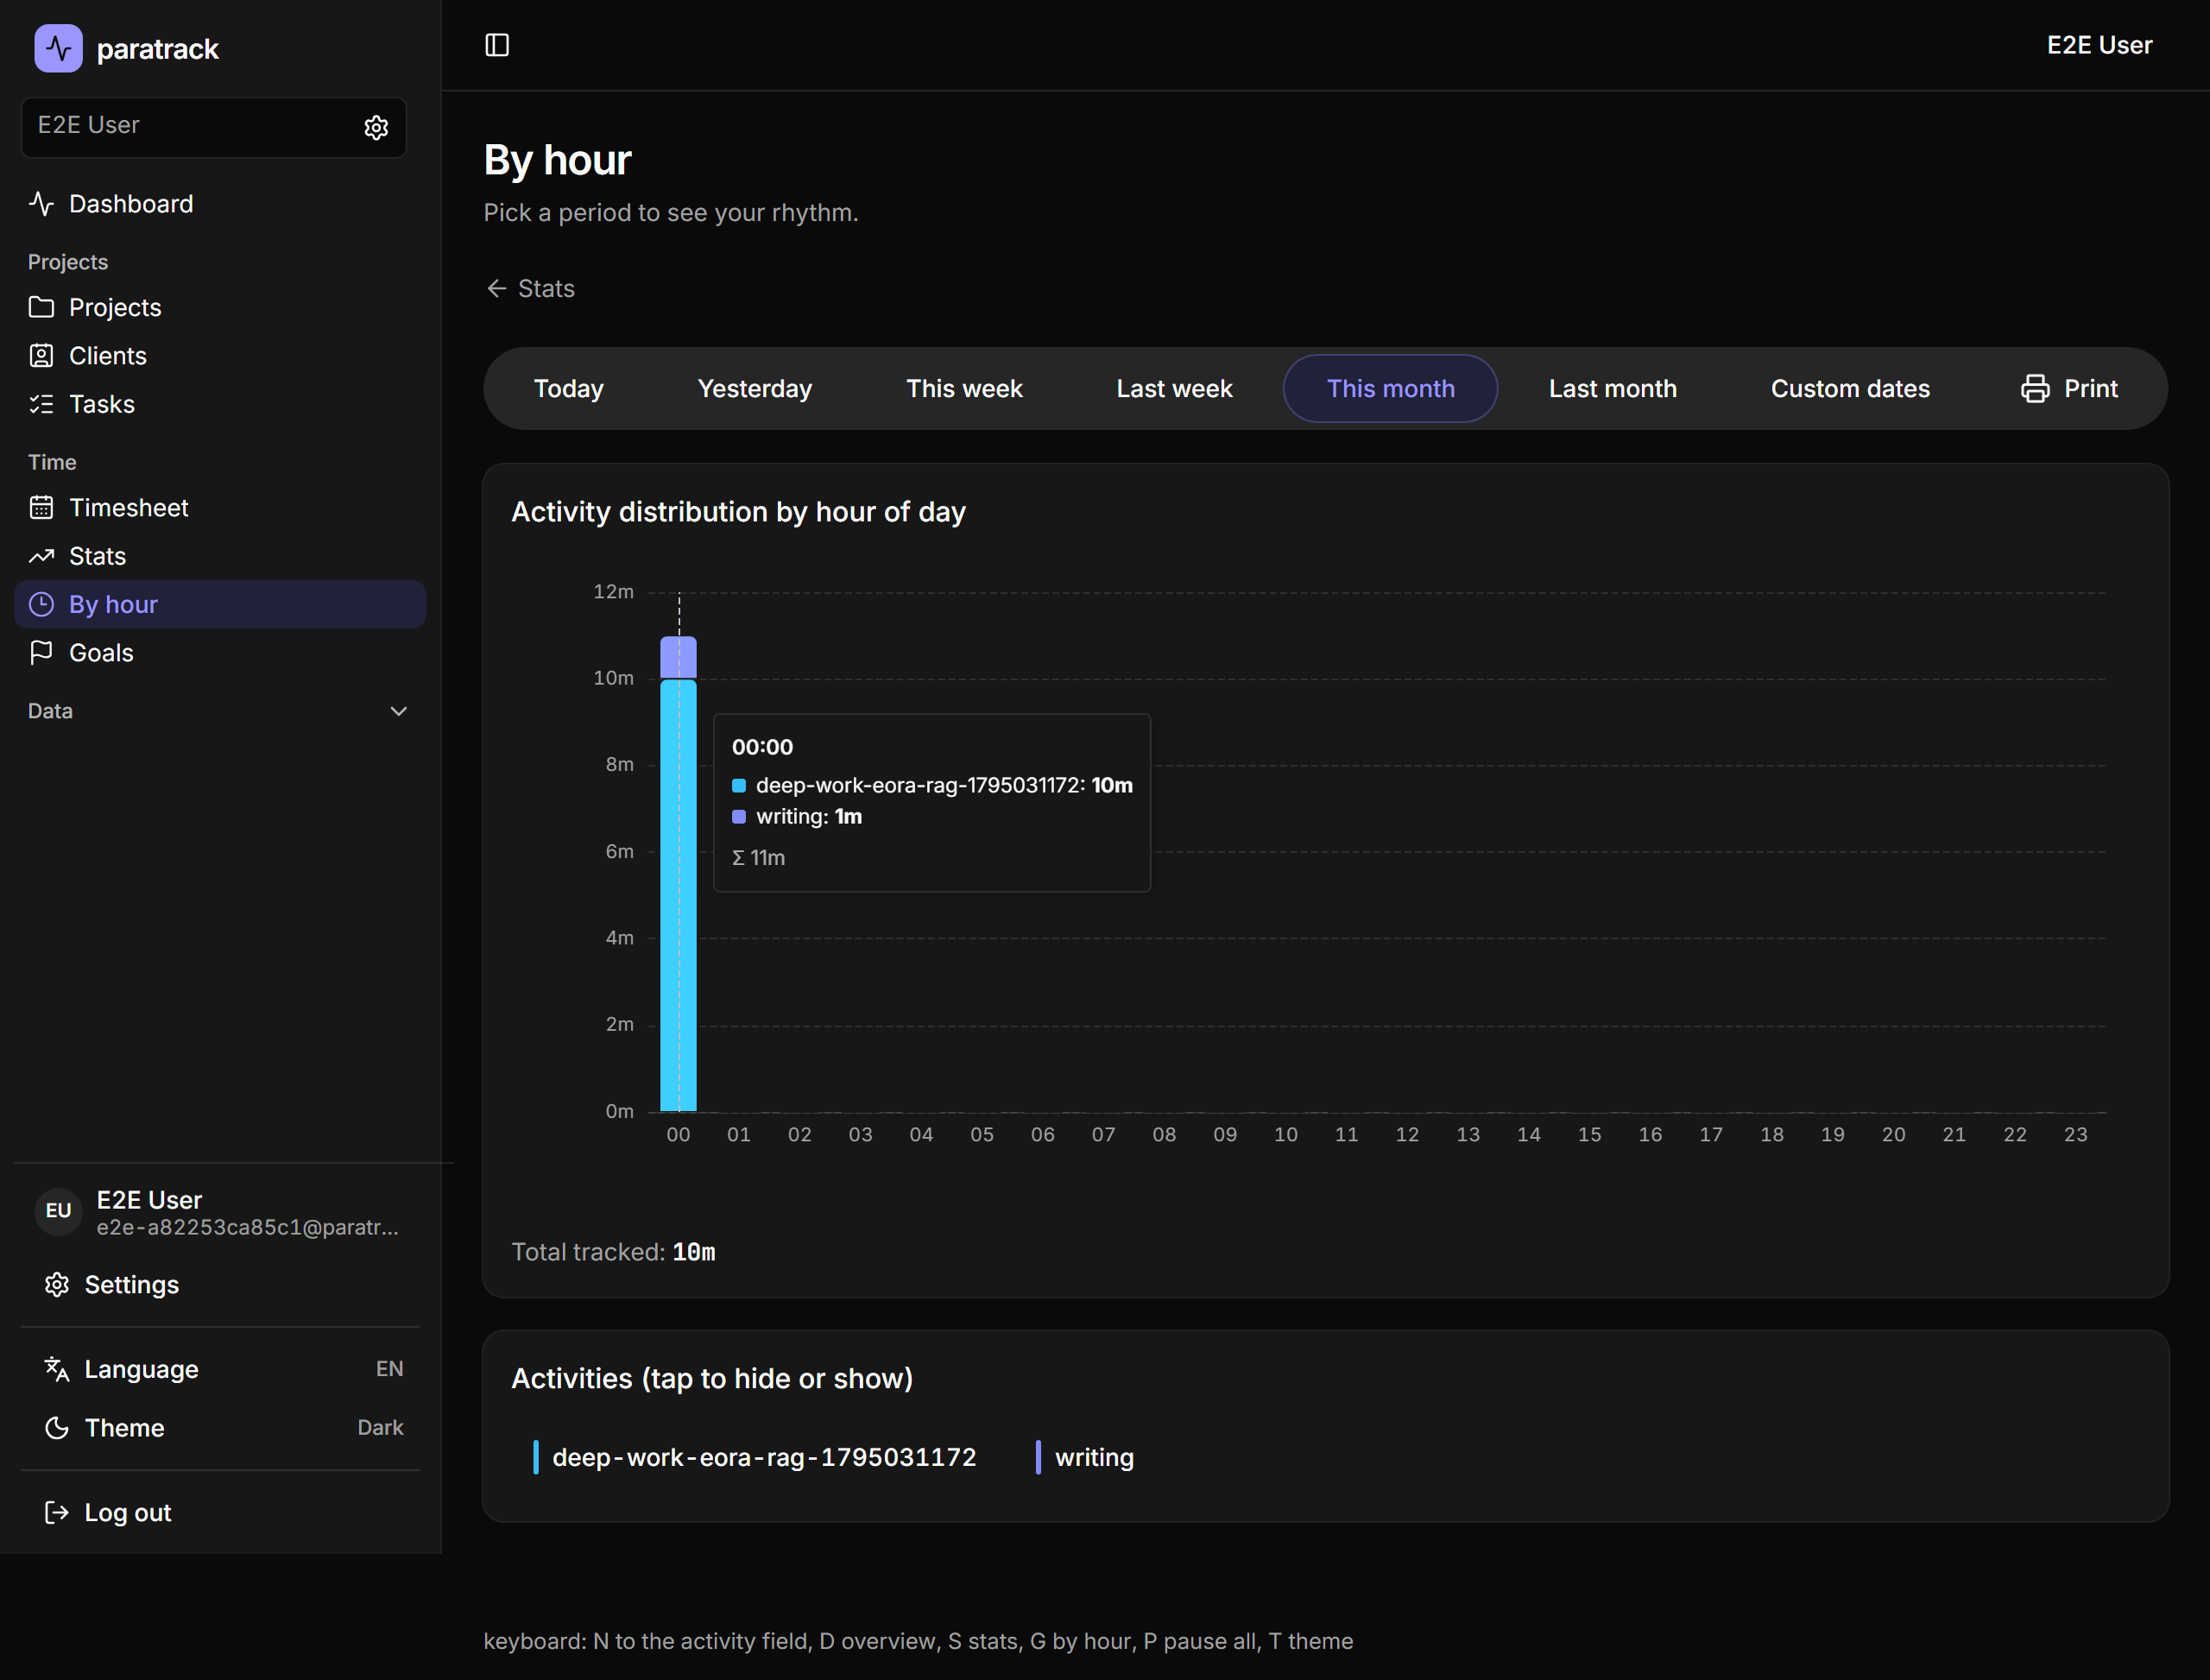 paratrack
E2E User
Dashboard
Projects
Projects
Clients
Tasks
Time
Timesheet
Stats
By hour
Goals
Data
EU
E2E User
e2e-a82253ca85c1@paratr...
Settings
Language EN
Theme Dark
Log out
E2E User
By hour
Pick a period to see your rhythm.
Stats
Today Yesterday This week Last week This month Last month Custom dates Print
Activity distribution by hour of day
12m
10m
8m
6m
4m
2m
0m
00:00
deep-work-eora-rag-1795031172: 10m
writing: 1m
Σ 11m
00 01 02 03 04 05 06 07 08 09 10 11 12 13 14 15 16 17 18 19 20 21 22 23
Total tracked: 10m
Activities (tap to hide or show)
deep-work-eora-rag-1795031172 writing
keyboard: N to the activity field, D overview, S stats, G by hour, P pause all, T theme